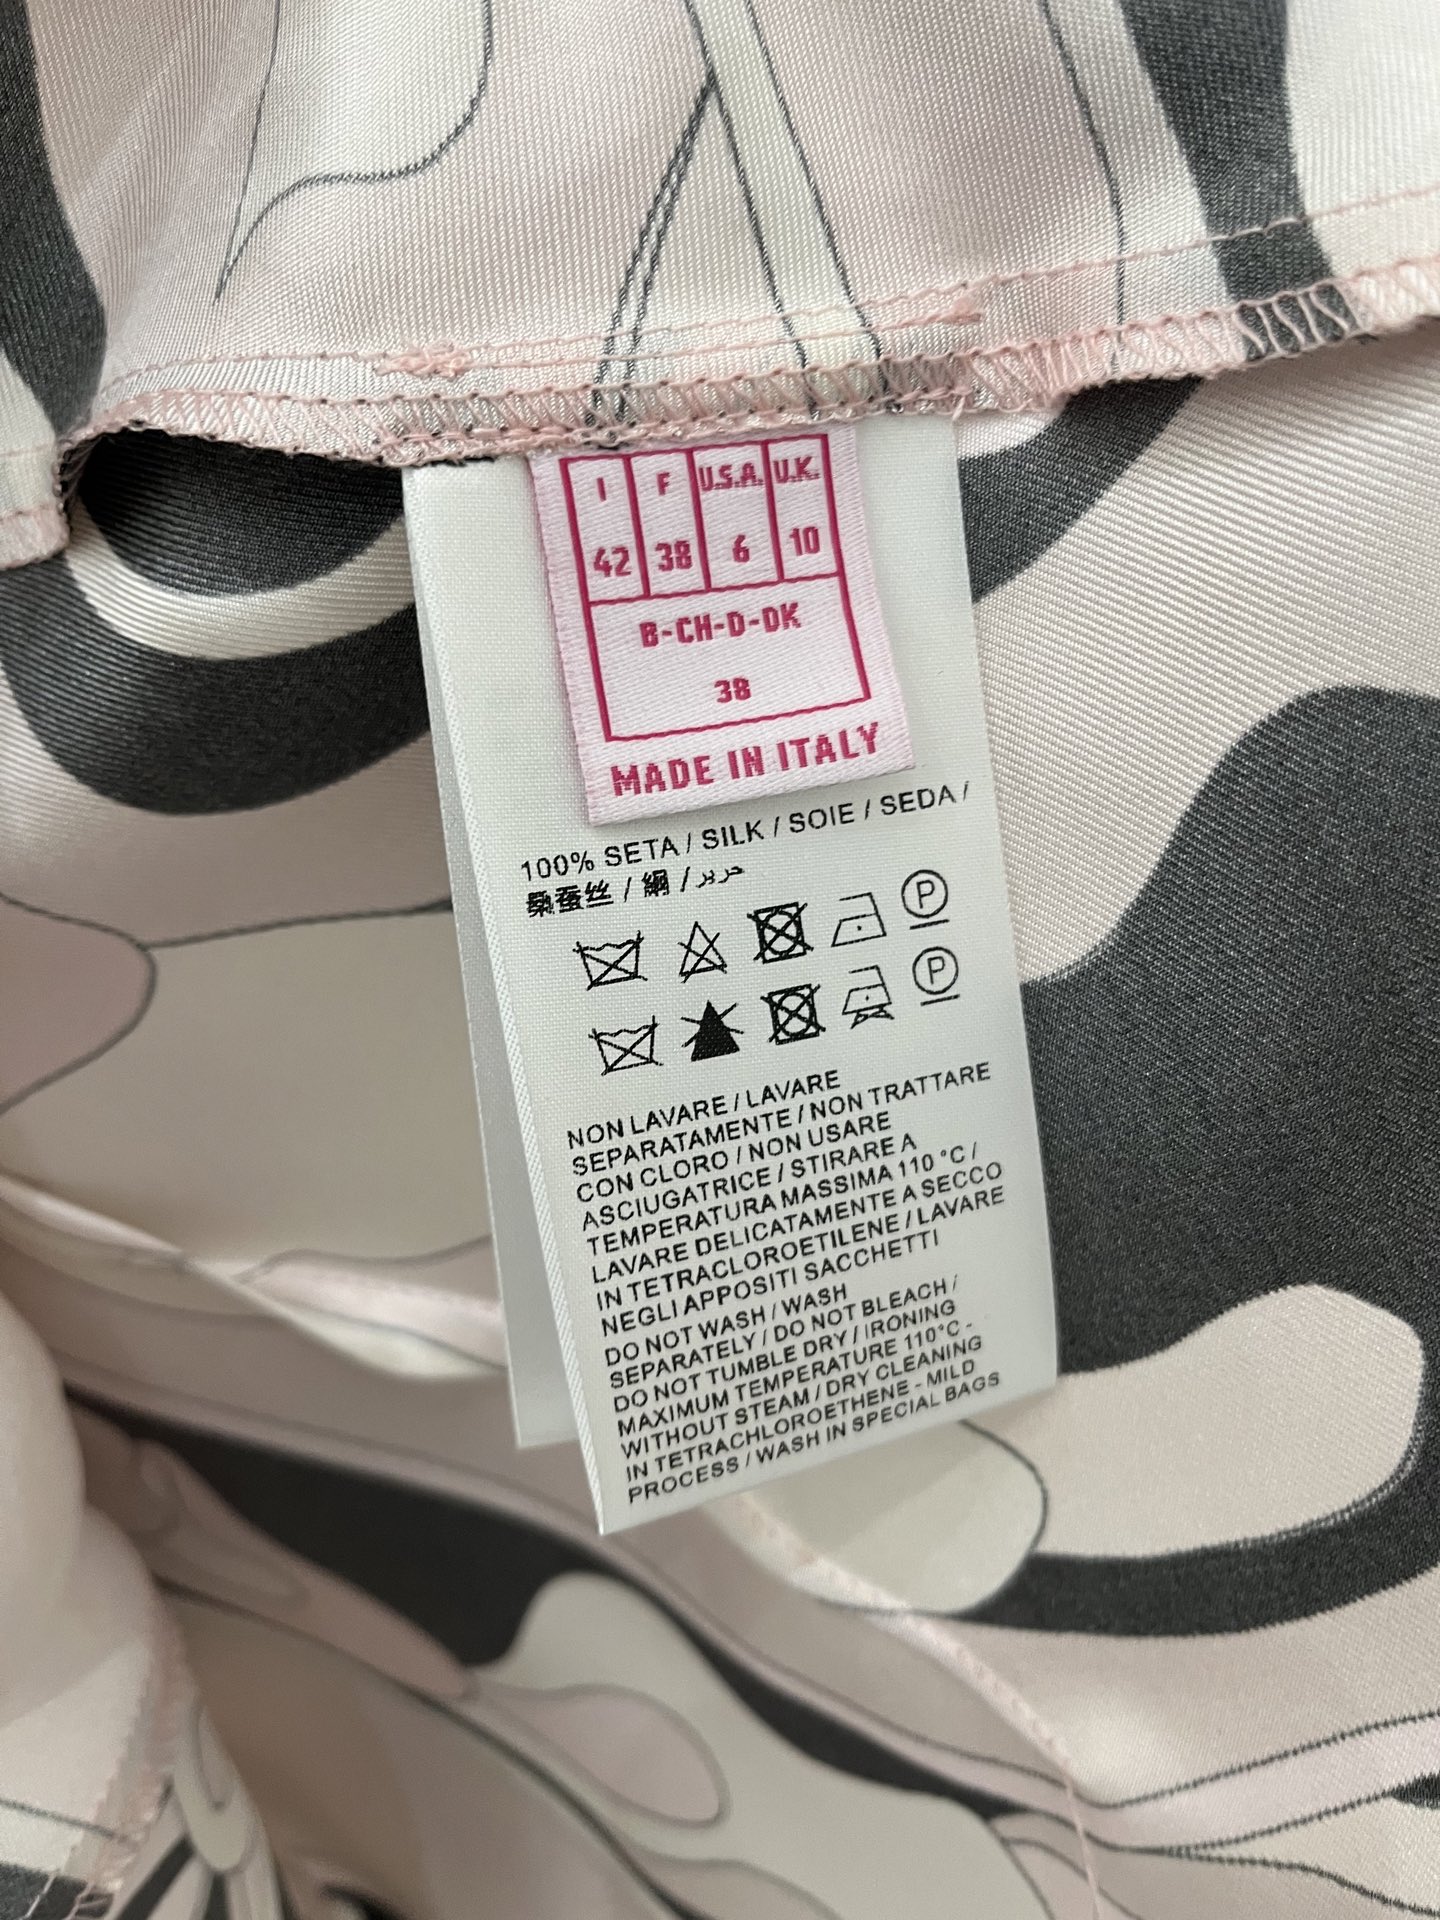 I F U.S.A. U.K.
42 38 6 10
B-CH-D-DK
38
MADE IN ITALY
100% SETA / SILK / SOIE / SEDA /
桑蚕丝 / 絹 / حرير
P
P
NON LAVARE / LAVARE
SEPARATAMENTE / NON TRATTARE
CON CLORO / NON USARE
ASCIUGATRICE / STIRARE A
TEMPERATURA MASSIMA 110 °C /
LAVARE DELICATAMENTE A SECCO
IN TETRACLOROETILENE / LAVARE
NEGLI APPOSITI SACCHETTI
DO NOT WASH / WASH
SEPARATELY / DO NOT BLEACH /
DO NOT TUMBLE DRY / IRONING
MAXIMUM TEMPERATURE 110°C -
WITHOUT STEAM / DRY CLEANING
IN TETRACHLOROETHENE - MILD
PROCESS / WASH IN SPECIAL BAGS